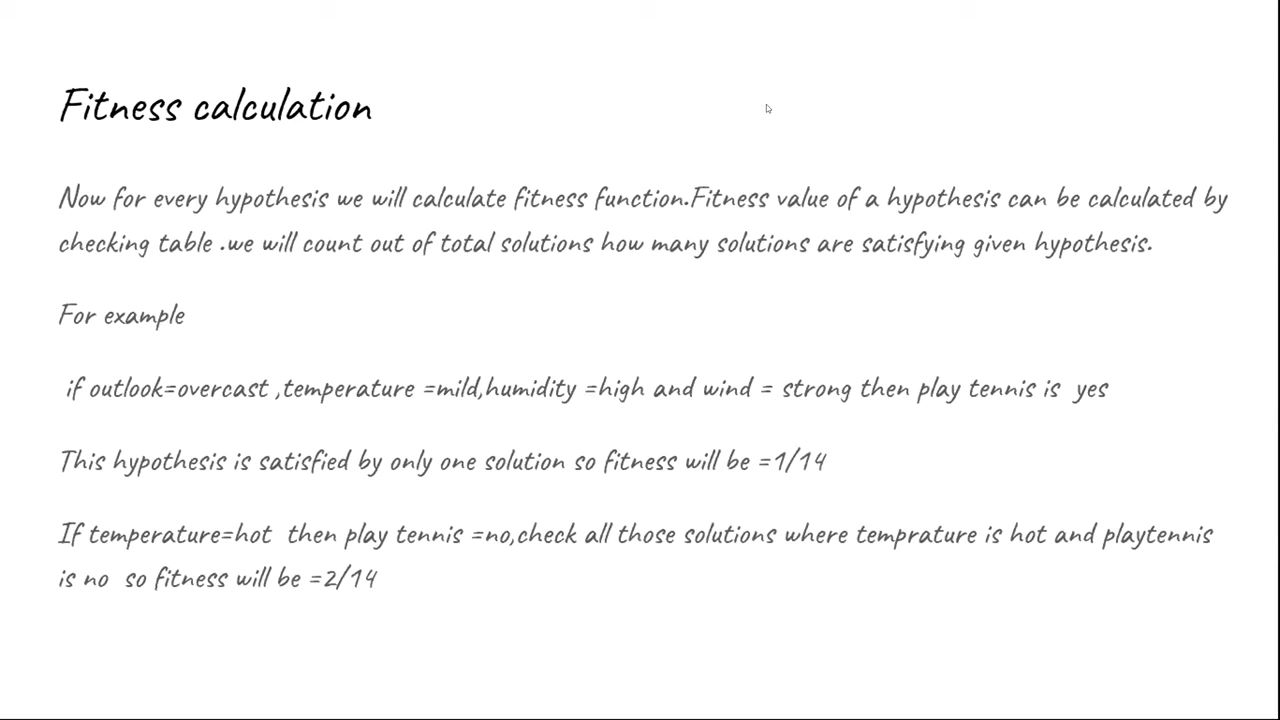 Fitness calculation
Now for every hypothesis we will calculate fitness function.Fitness value of a hypothesis can be calculated by
checking table .we will count out of total solutions how many solutions are satisfying given hypothesis.
For example
if outlook=overcast ,temperature =mild,humidity =high and wind = strong then play tennis is yes
This hypothesis is satisfied by only one solution so fitness will be =1/14
If temperature=hot then play tennis =no,check all those solutions where temprature is hot and playtennis
is no so fitness will be =2/14